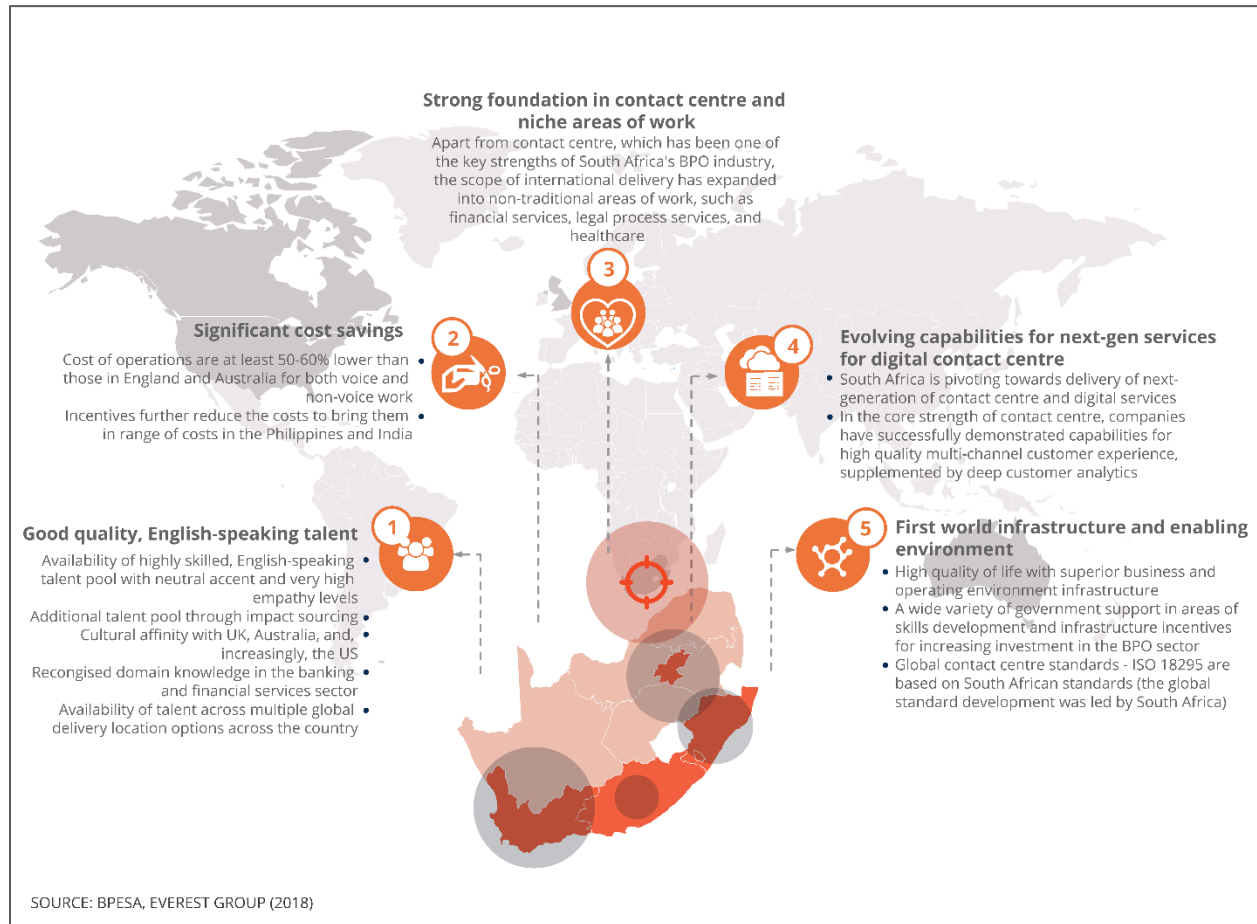 Strong foundation in contact centre and
niche areas of work
Apart from contact centre, which has been one
of the key strengths of South Africa's BPO industry,
the scope of international delivery has expanded
into non-traditional areas of work, such as
financial services, legal process services, and
healthcare
3
Significant cost savings
2
Cost of operations are at least 50-60% lower than •
those in England and Australia for both voice and
non-voice work
Incentives further reduce the costs to bring them •
in range of costs in the Philippines and India
4
Evolving capabilities for next-gen services
for digital contact centre
• South Africa is pivoting towards delivery of next-
generation of contact centre and digital services
• In the core strength of contact centre, companies
have successfully demonstrated capabilities for
high quality multi-channel customer experience,
supplemented by deep customer analytics
Good quality, English-speaking talent
1
Availability of highly skilled, English-speaking •
talent pool with neutral accent and very high
empathy levels
Additional talent pool through impact sourcing •
Cultural affinity with UK, Australia, and, •
increasingly, the US
Recongised domain knowledge in the banking •
and financial services sector
Availability of talent across multiple global •
delivery location options across the country
5
First world infrastructure and enabling
environment
• High quality of life with superior business and
operating environment infrastructure
• A wide variety of government support in areas of
skills development and infrastructure incentives
for increasing investment in the BPO sector
• Global contact centre standards - ISO 18295 are
based on South African standards (the global
standard development was led by South Africa)
SOURCE: BPESA, EVEREST GROUP (2018)